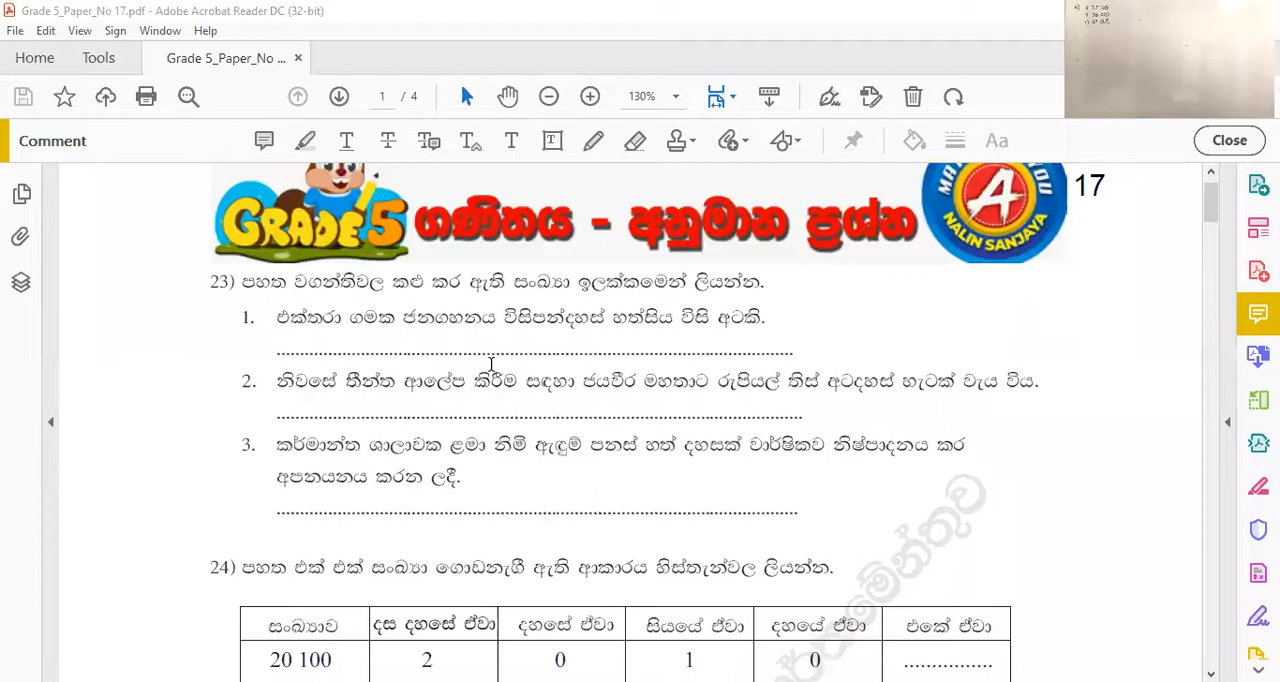 Grade 5_Paper_No 17.pdf - Adobe Acrobat Reader DC (32-bit)
File Edit View Sign Window Help
Home Tools Grade 5_Paper_No ... ×
1 / 4 130%
Comment Close
GRADE 5 ගණිතය - අනුමාන ප්‍රශ්න 17
NALIN SANJAYA
23) පහත වගන්තිවල කළු කර ඇති සංඛ්‍යා ඉලක්කමෙන් ලියන්න.
1. එක්තරා ගමක ජනගහනය විසිපන්දහස් හත්සිය විසි අටකි.
2. නිවසේ තීන්ත ආලේප කිරීම සඳහා ජයවීර මහතාට රුපියල් තිස් අටදහස් හැටක් වැය විය.
3. කර්මාන්ත ශාලාවක ළමා නිමි ඇඳුම් පනස් හත් දහසක් වාර්ෂිකව නිෂ්පාදනය කර
අපනයනය කරන ලදී.
24) පහත එක් එක් සංඛ්‍යා ගොඩනැගී ඇති ආකාරය හිස්තැන්වල ලියන්න.
සංඛ්‍යාව දස දහසේ ඒවා දහසේ ඒවා සියයේ ඒවා දහයේ ඒවා එකේ ඒවා
20 100 2 0 1 0 ................